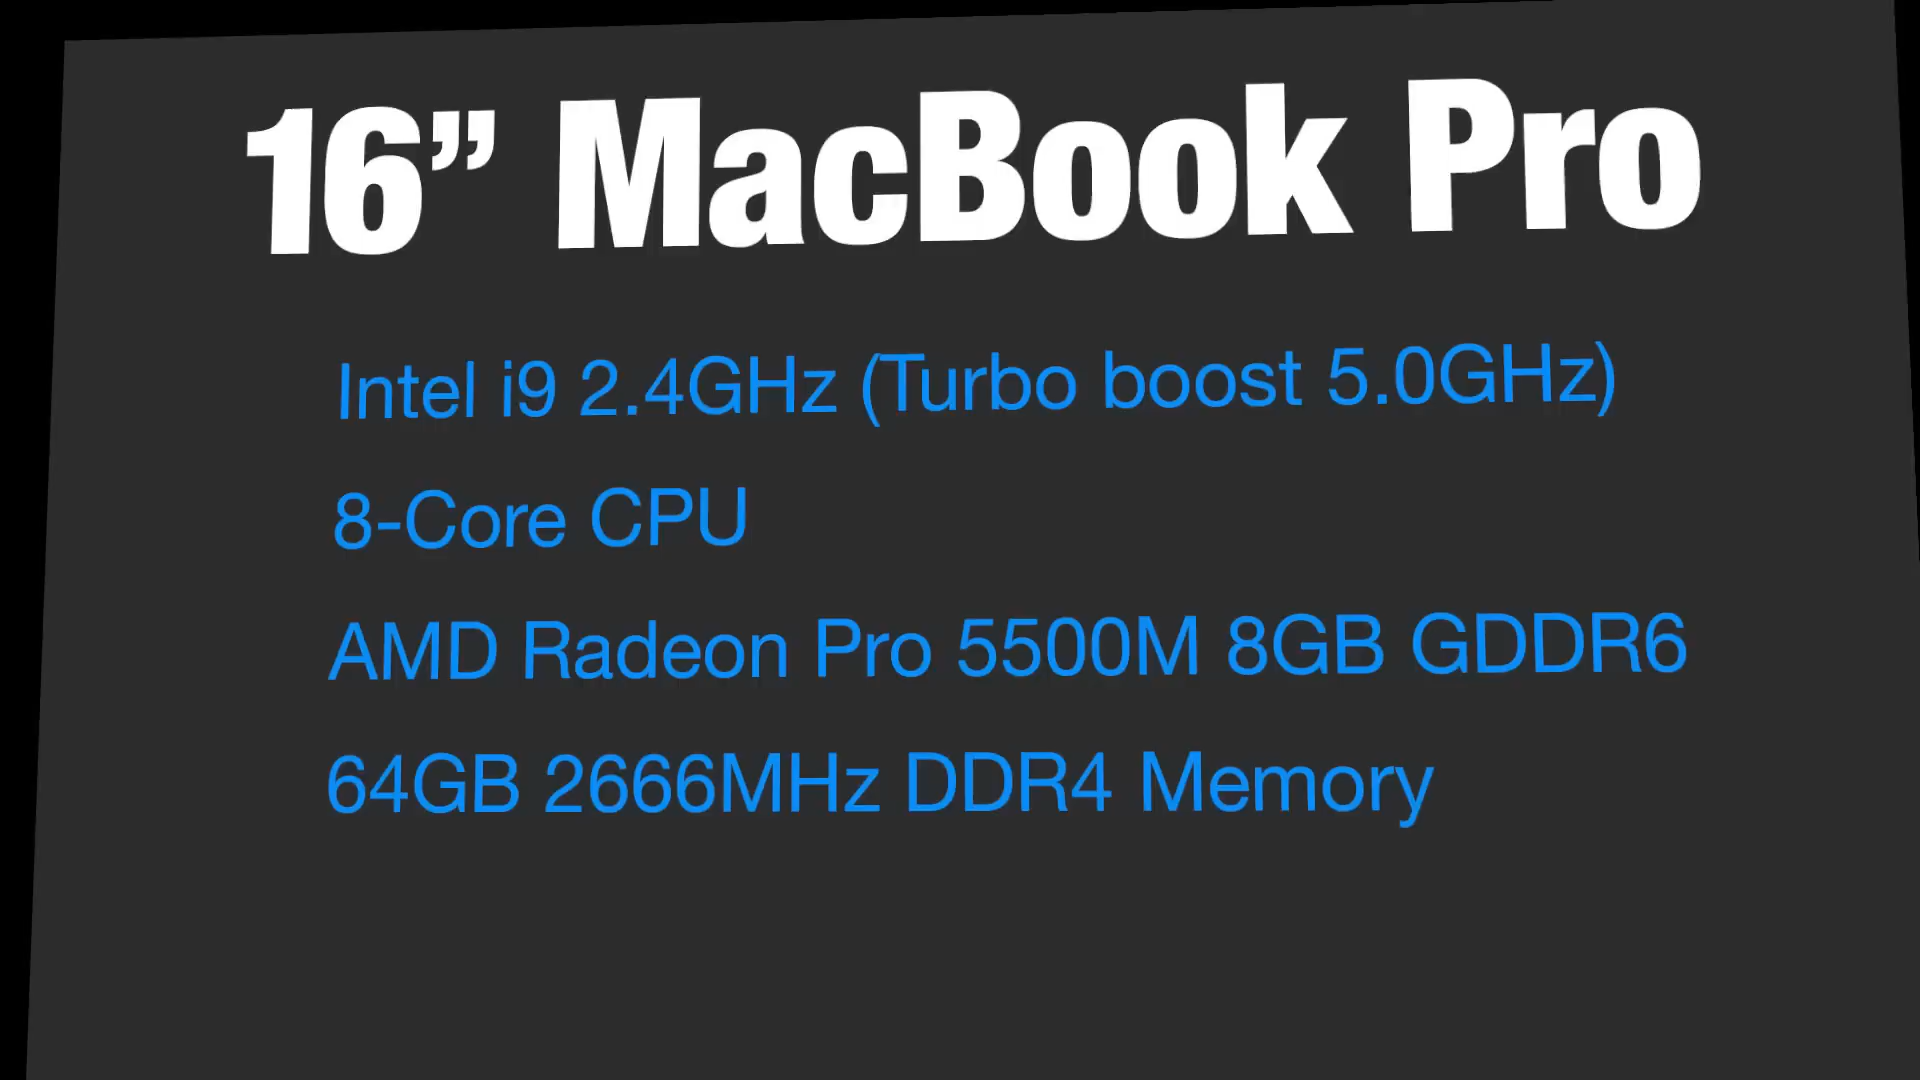 16” MacBook Pro
Intel i9 2.4GHz (Turbo boost 5.0GHz)
8-Core CPU
AMD Radeon Pro 5500M 8GB GDDR6
64GB 2666MHz DDR4 Memory